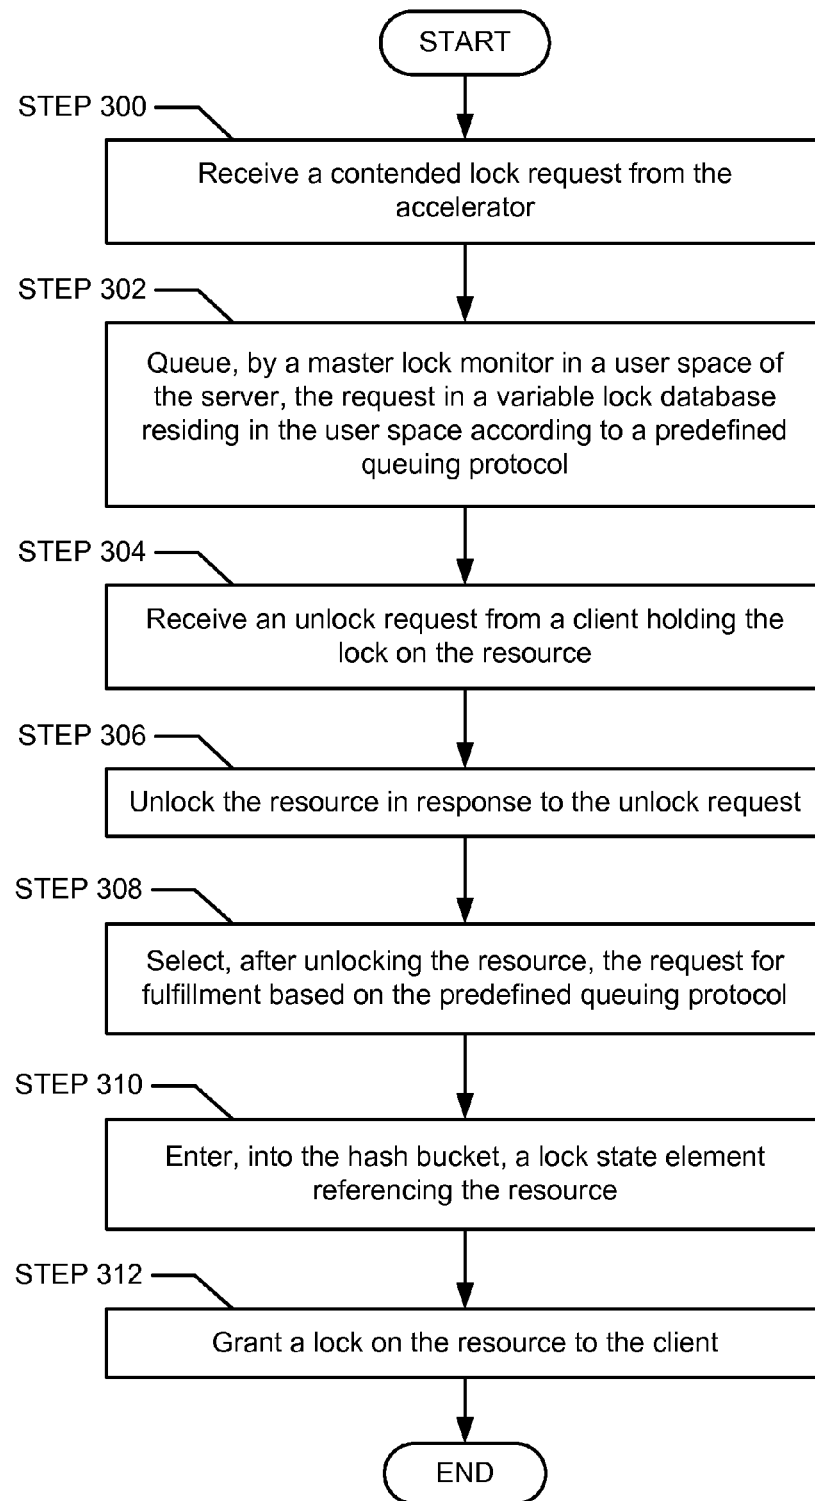 START
STEP 300
Receive a contended lock request from the
accelerator
STEP 302
Queue, by a master lock monitor in a user space of
the server, the request in a variable lock database
residing in the user space according to a predefined
queuing protocol
STEP 304
Receive an unlock request from a client holding the
lock on the resource
STEP 306
Unlock the resource in response to the unlock request
STEP 308
Select, after unlocking the resource, the request for
fulfillment based on the predefined queuing protocol
STEP 310
Enter, into the hash bucket, a lock state element
referencing the resource
STEP 312
Grant a lock on the resource to the client
END